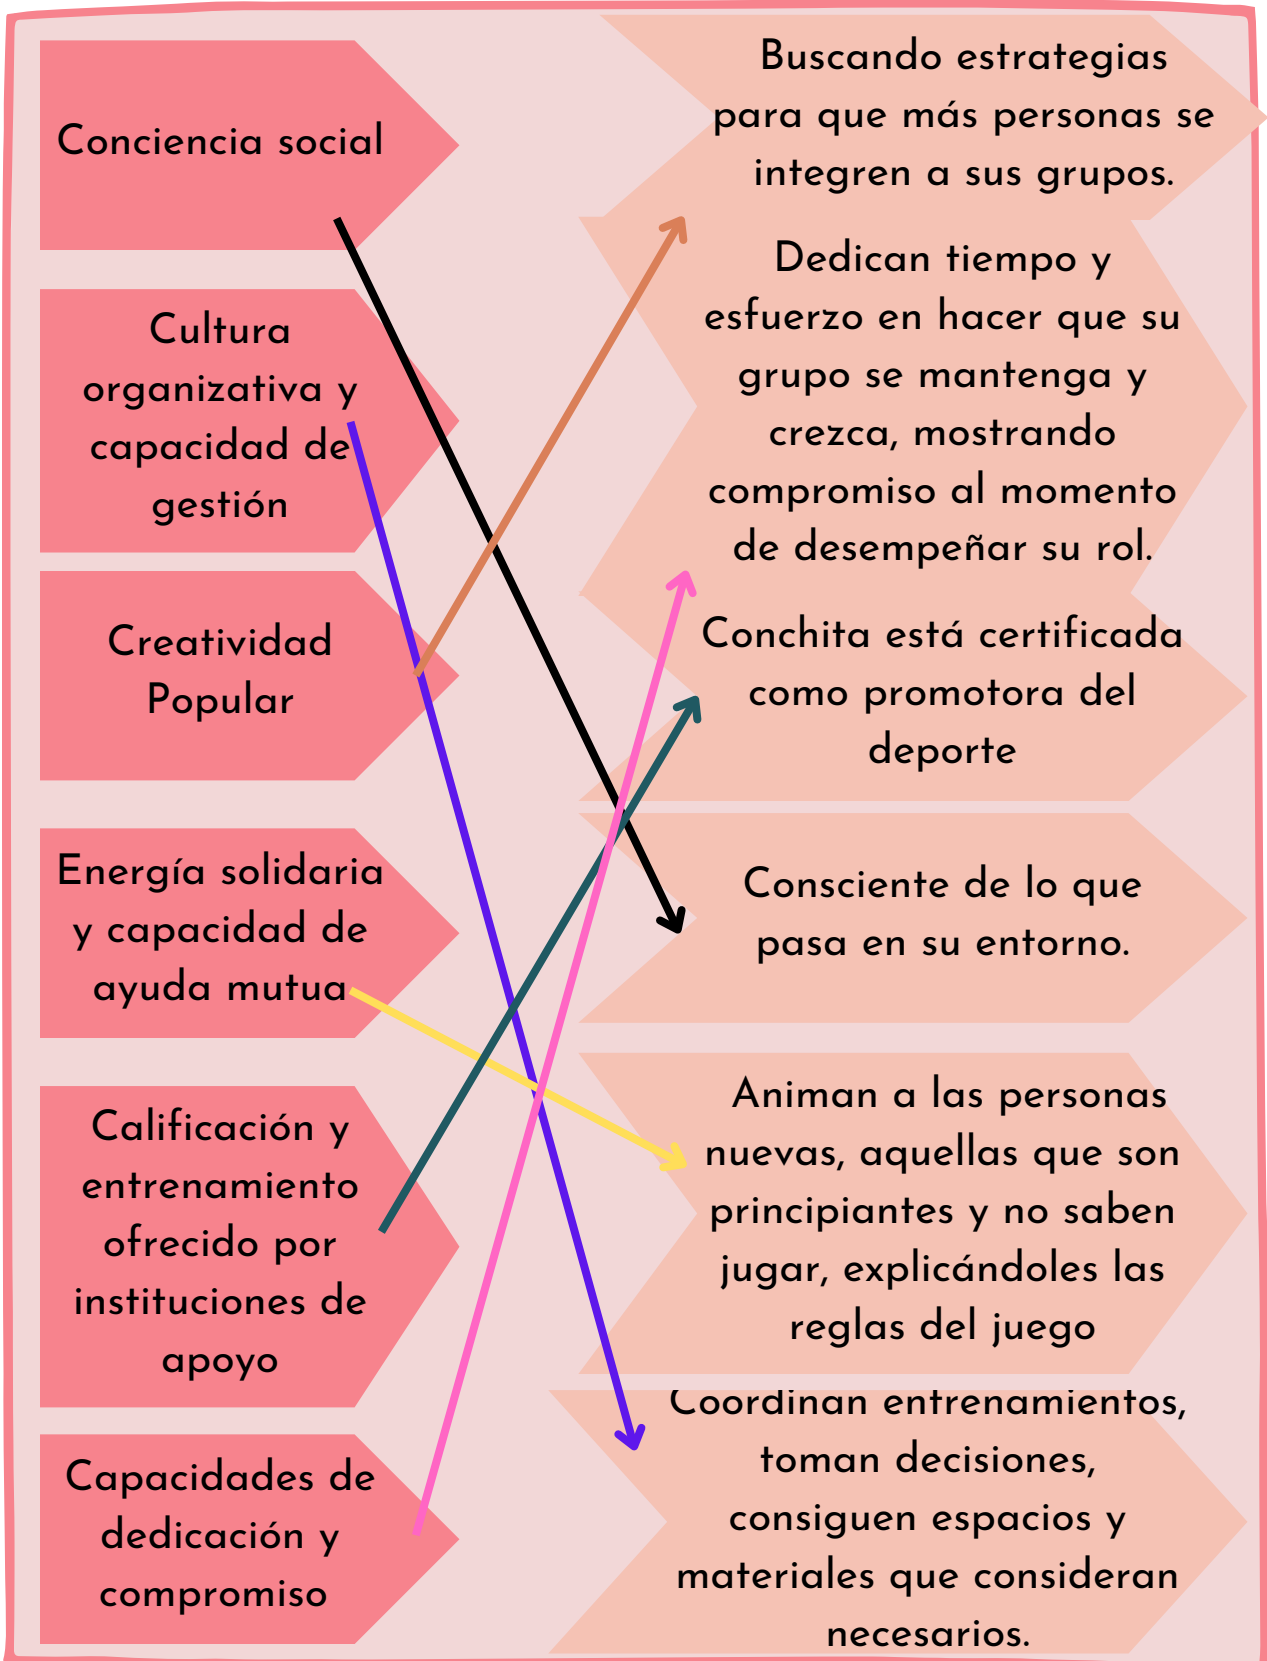 Conciencia social
Cultura
organizativa y
capacidad de
gestión
Creatividad
Popular
Energía solidaria
y capacidad de
ayuda mutua
Calificación y
entrenamiento
ofrecido por
instituciones de
apoyo
Capacidades de
dedicación y
compromiso
Buscando estrategias
para que más personas se
integren a sus grupos.
Dedican tiempo y
esfuerzo en hacer que su
grupo se mantenga y
crezca, mostrando
compromiso al momento
de desempeñar su rol.
Conchita está certificada
como promotora del
deporte
Consciente de lo que
pasa en su entorno.
Animan a las personas
nuevas, aquellas que son
principiantes y no saben
jugar, explicándoles las
reglas del juego
Coordinan entrenamientos,
toman decisiones,
consiguen espacios y
materiales que consideran
necesarios.